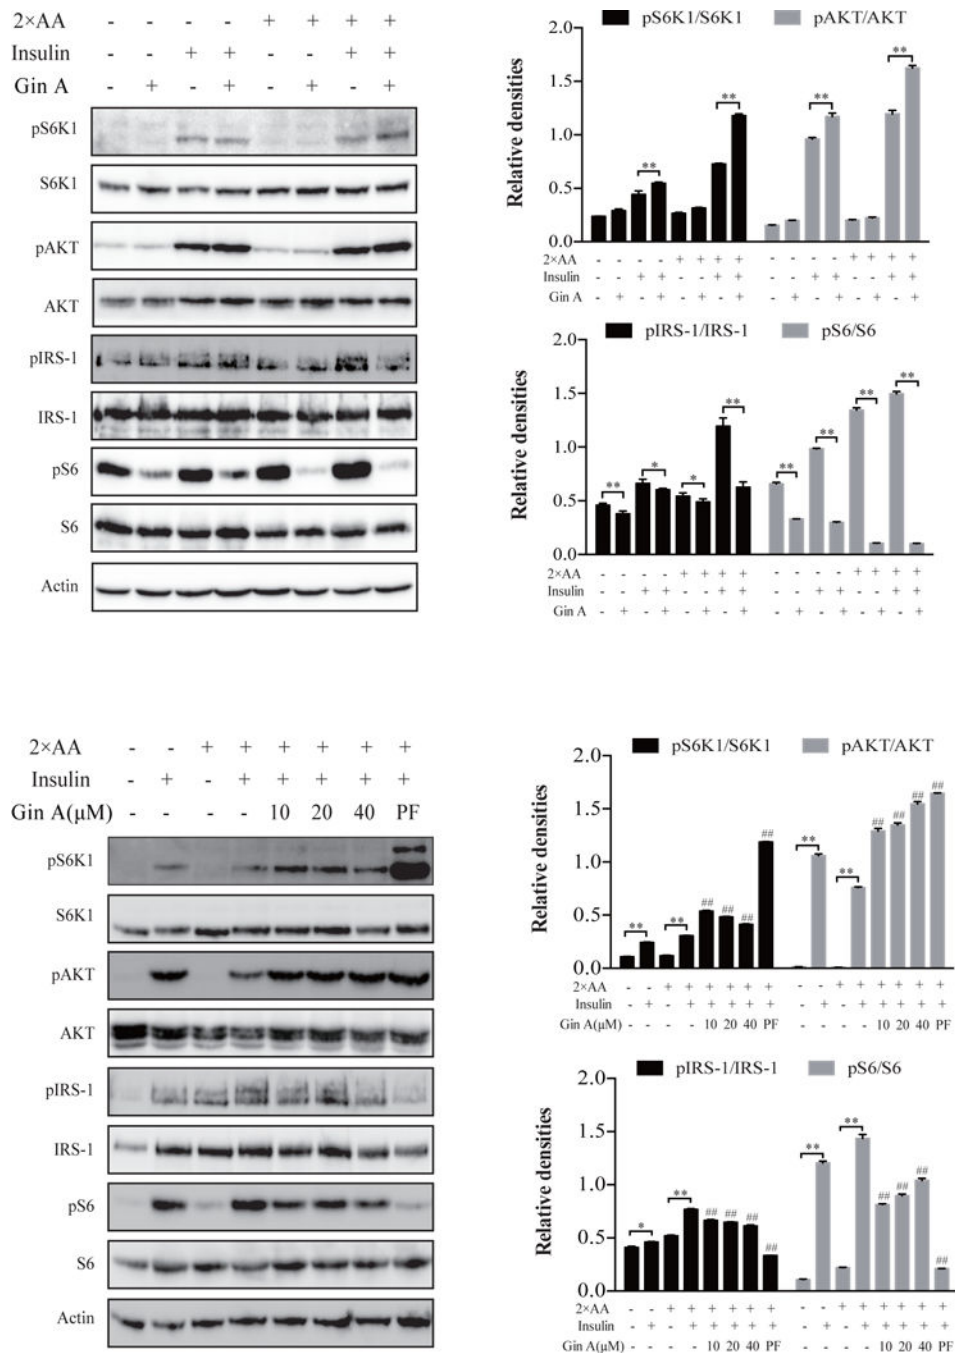 2×AA - - - - + + + +
Insulin - - + + - - + +
Gin A - + - + - + - +
pS6K1
S6K1
pAKT
AKT
pIRS-1
IRS-1
pS6
S6
Actin
pS6K1/S6K1 pAKT/AKT
Relative densities
2.0
1.5
1.0
0.5
0.0
** ** ** **
2×AA - - - - + + + + - - - - + + + +
Insulin - - + + - - + + - - + + - - + +
Gin A - + - + - + - + - + - + - + - +
pIRS-1/IRS-1 pS6/S6
Relative densities
2.0
1.5
1.0
0.5
0.0
** * * ** ** ** ** **
2×AA - - - - + + + + - - - - + + + +
Insulin - - + + - - + + - - + + - - + +
Gin A - + - + - + - + - + - + - + - +
2×AA - - + + + + + +
Insulin - + - + + + + +
Gin A(μM) - - - - 10 20 40 PF
pS6K1
S6K1
pAKT
AKT
pIRS-1
IRS-1
pS6
S6
Actin
pS6K1/S6K1 pAKT/AKT
Relative densities
2.0
1.5
1.0
0.5
0.0
** ** ## ## ## ## ** ** ## ## ## ##
2×AA - - + + + + + + - - + + + + + +
Insulin - + - + + + + + - + - + + + + +
Gin A(μM) - - - - 10 20 40 PF - - - - 10 20 40 PF
pIRS-1/IRS-1 pS6/S6
Relative densities
2.0
1.5
1.0
0.5
0.0
* ** ## ## ## ## ** ** ## ## ## ##
2×AA - - + + + + + + - - + + + + + +
Insulin - + - + + + + + - + - + + + + +
Gin A(μM) - - - - 10 20 40 PF - - - - 10 20 40 PF